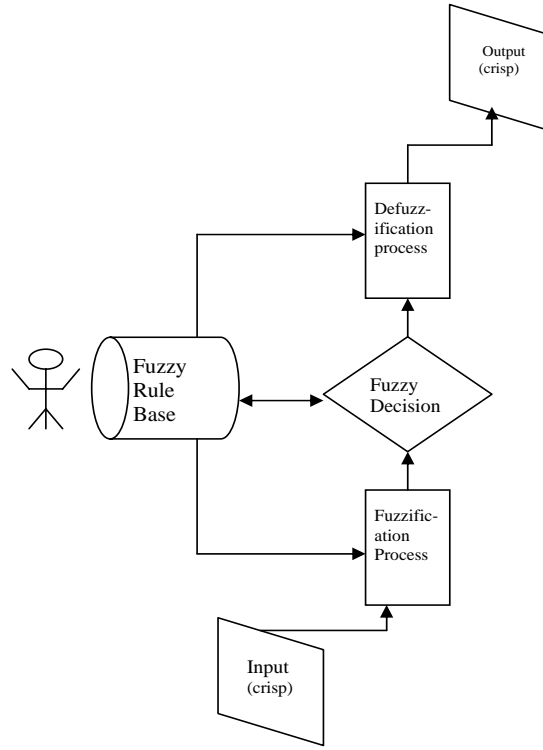 Output
(crisp)
Defuzz-
ification
process
Fuzzy
Rule
Base
Fuzzy
Decision
Fuzzific-
ation
Process
Input
(crisp)